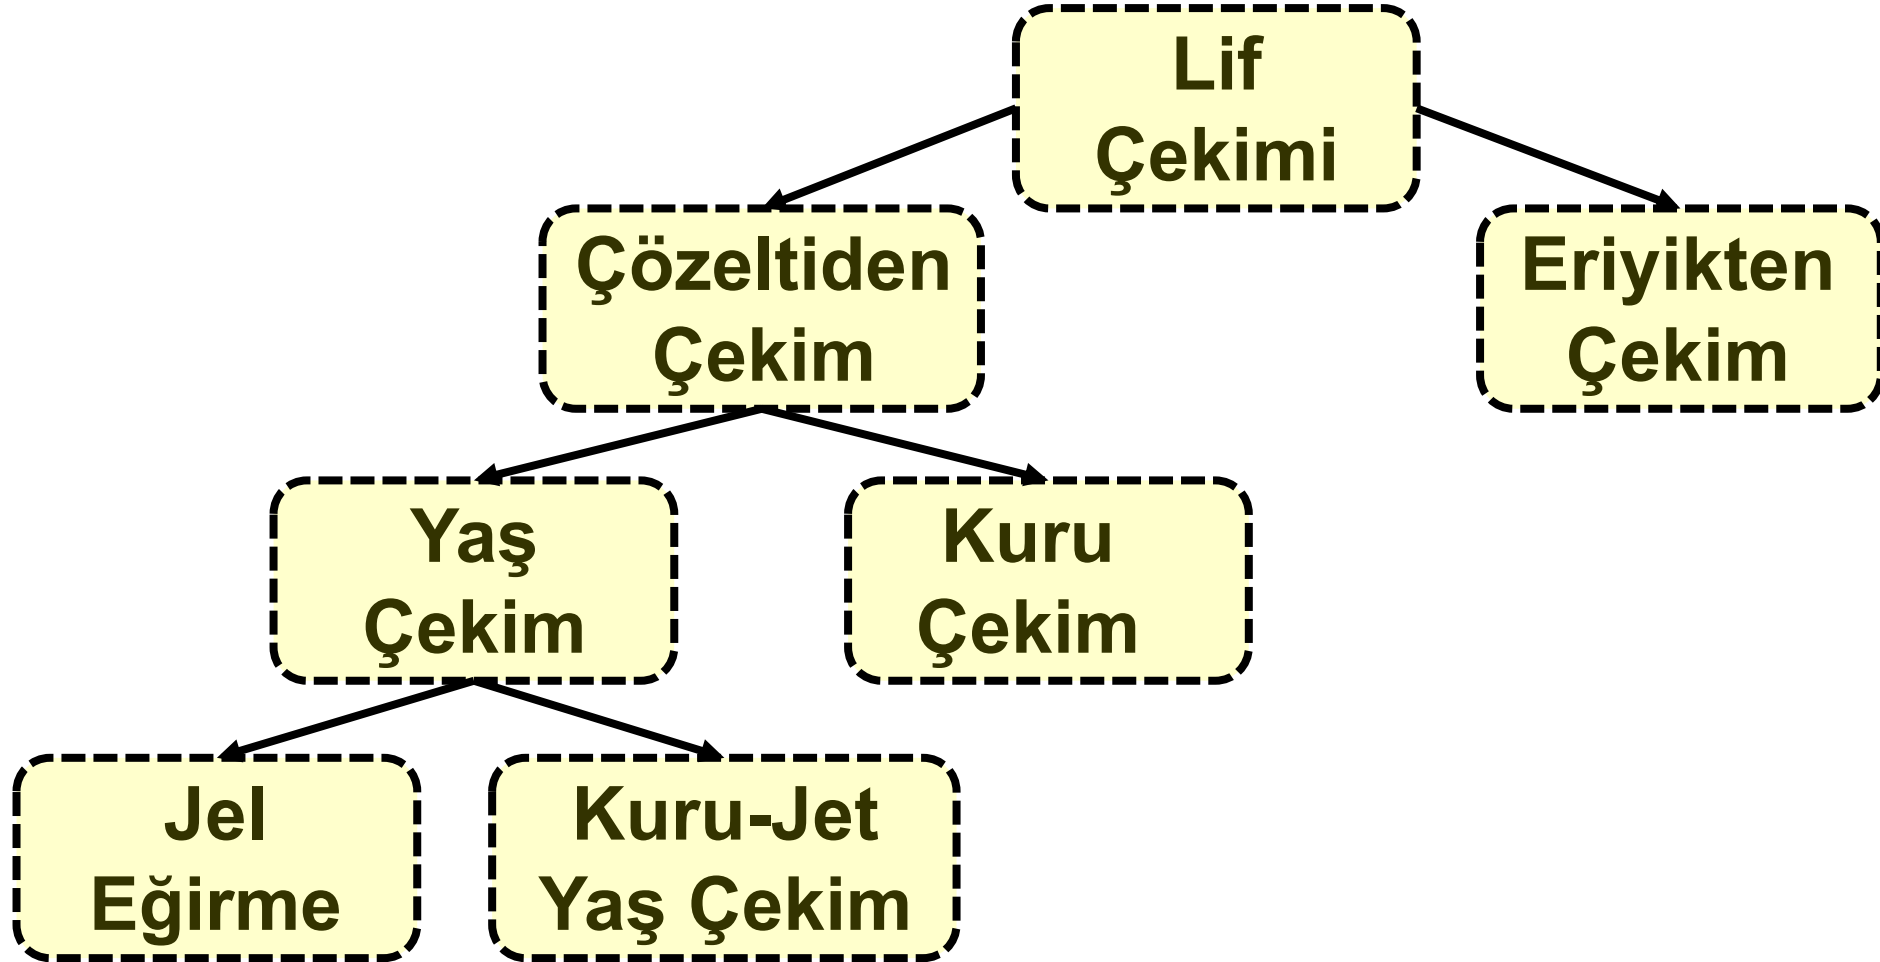 Lif
Çekimi
Çözeltiden
Çekim
Eriyikten
Çekim
Yaş
Çekim
Kuru
Çekim
Jel
Eğirme
Kuru-Jet
Yaş Çekim